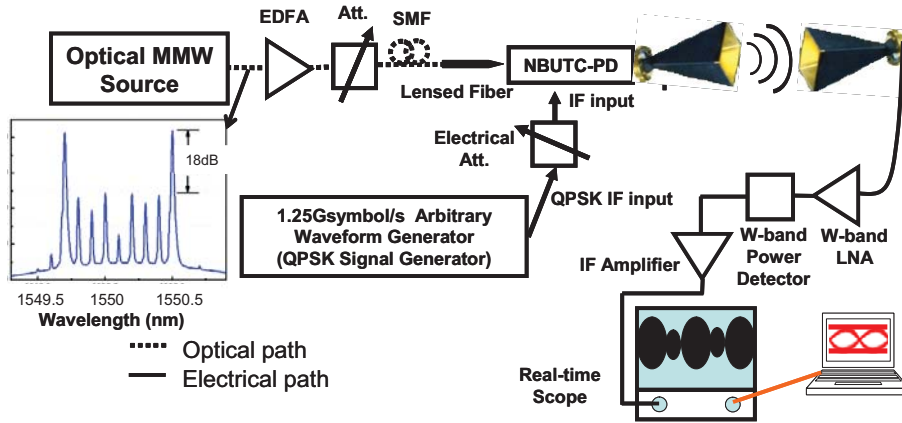 EDFA
Att.
SMF
Optical MMW
Source
Lensed Fiber
NBUTC-PD
IF input
Electrical
Att.
18dB
1549.5 1550 1550.5
Wavelength (nm)
1.25Gsymbol/s Arbitrary
Waveform Generator
(QPSK Signal Generator)
QPSK IF input
IF Amplifier
W-band
Power
Detector
W-band
LNA
Optical path
Electrical path
Real-time
Scope